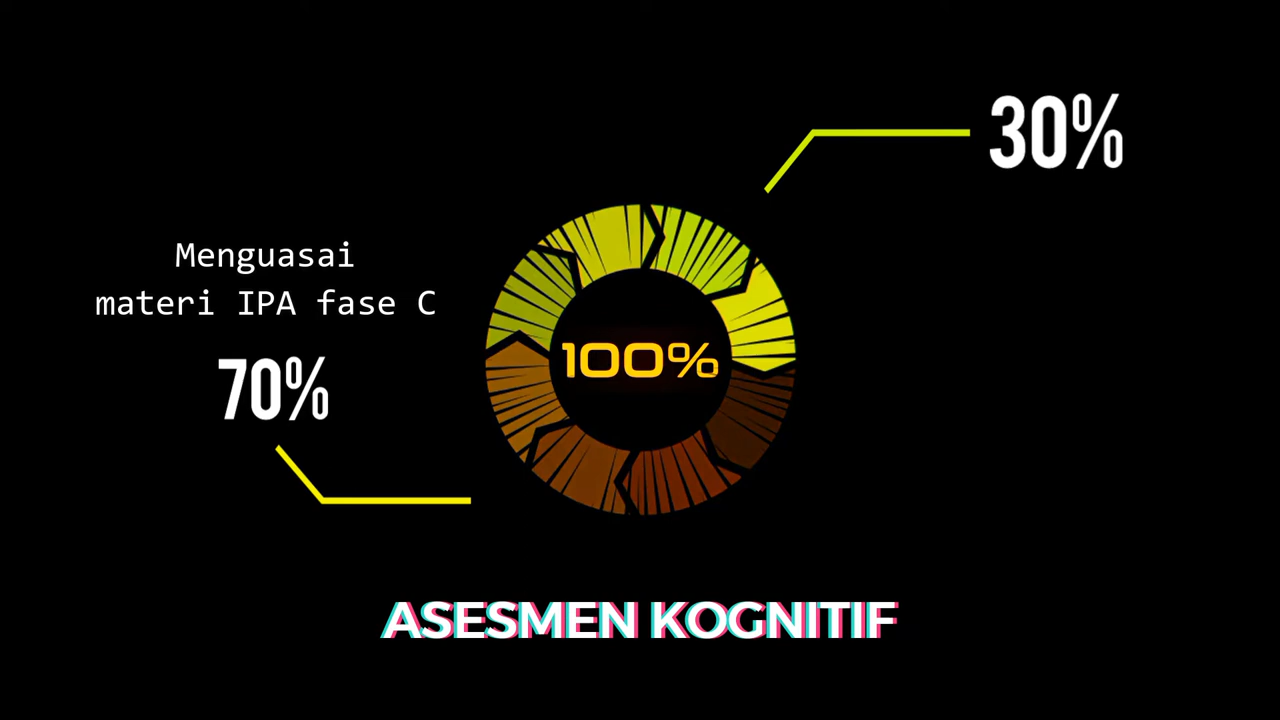 30%
Menguasai
materi IPA fase C
70%
100%
ASESMEN KOGNITIF